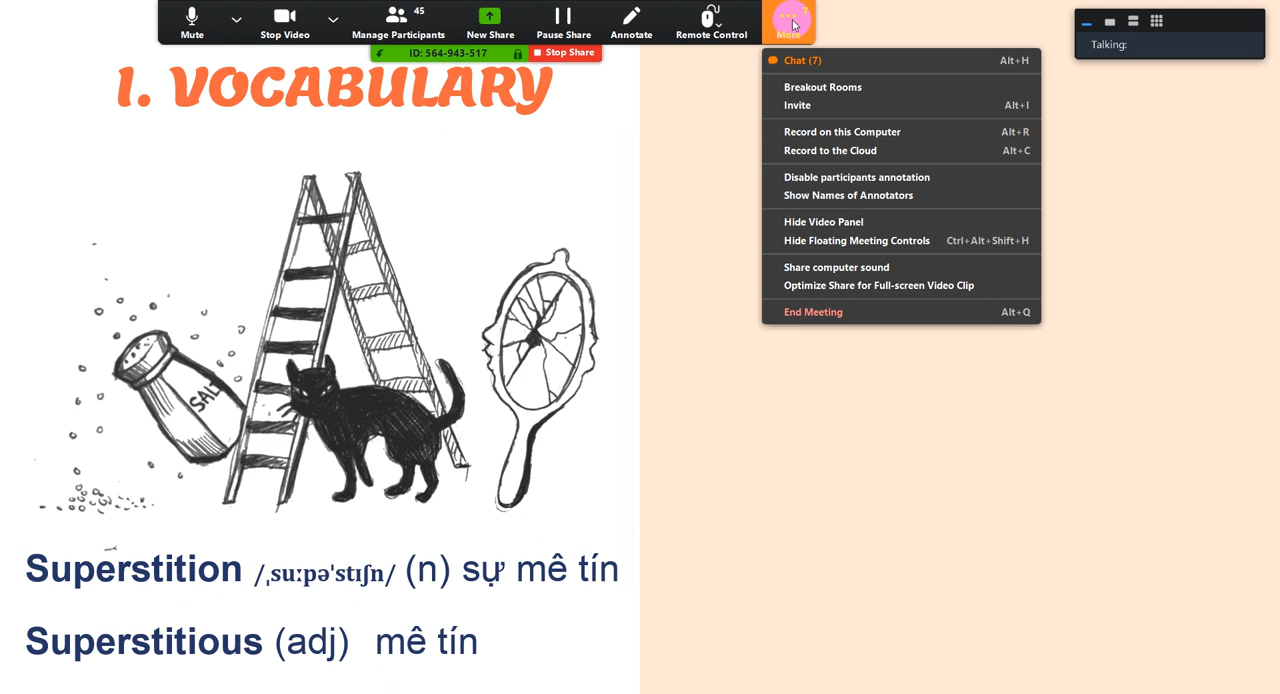 45
7
Mute
Stop Video
Manage Participants
New Share
Pause Share
Annotate
Remote Control
More
ID: 564-943-517
Stop Share
Talking:
Chat (7) Alt+H
Breakout Rooms
Invite Alt+I
Record on this Computer Alt+R
Record to the Cloud Alt+C
Disable participants annotation
Show Names of Annotators
Hide Video Panel
Hide Floating Meeting Controls Ctrl+Alt+Shift+H
Share computer sound
Optimize Share for Full-screen Video Clip
End Meeting Alt+Q
1. VOCABULARY
SALT
Superstition /ˌsuːpəˈstɪʃn/ (n) sự mê tín
Superstitious (adj) mê tín